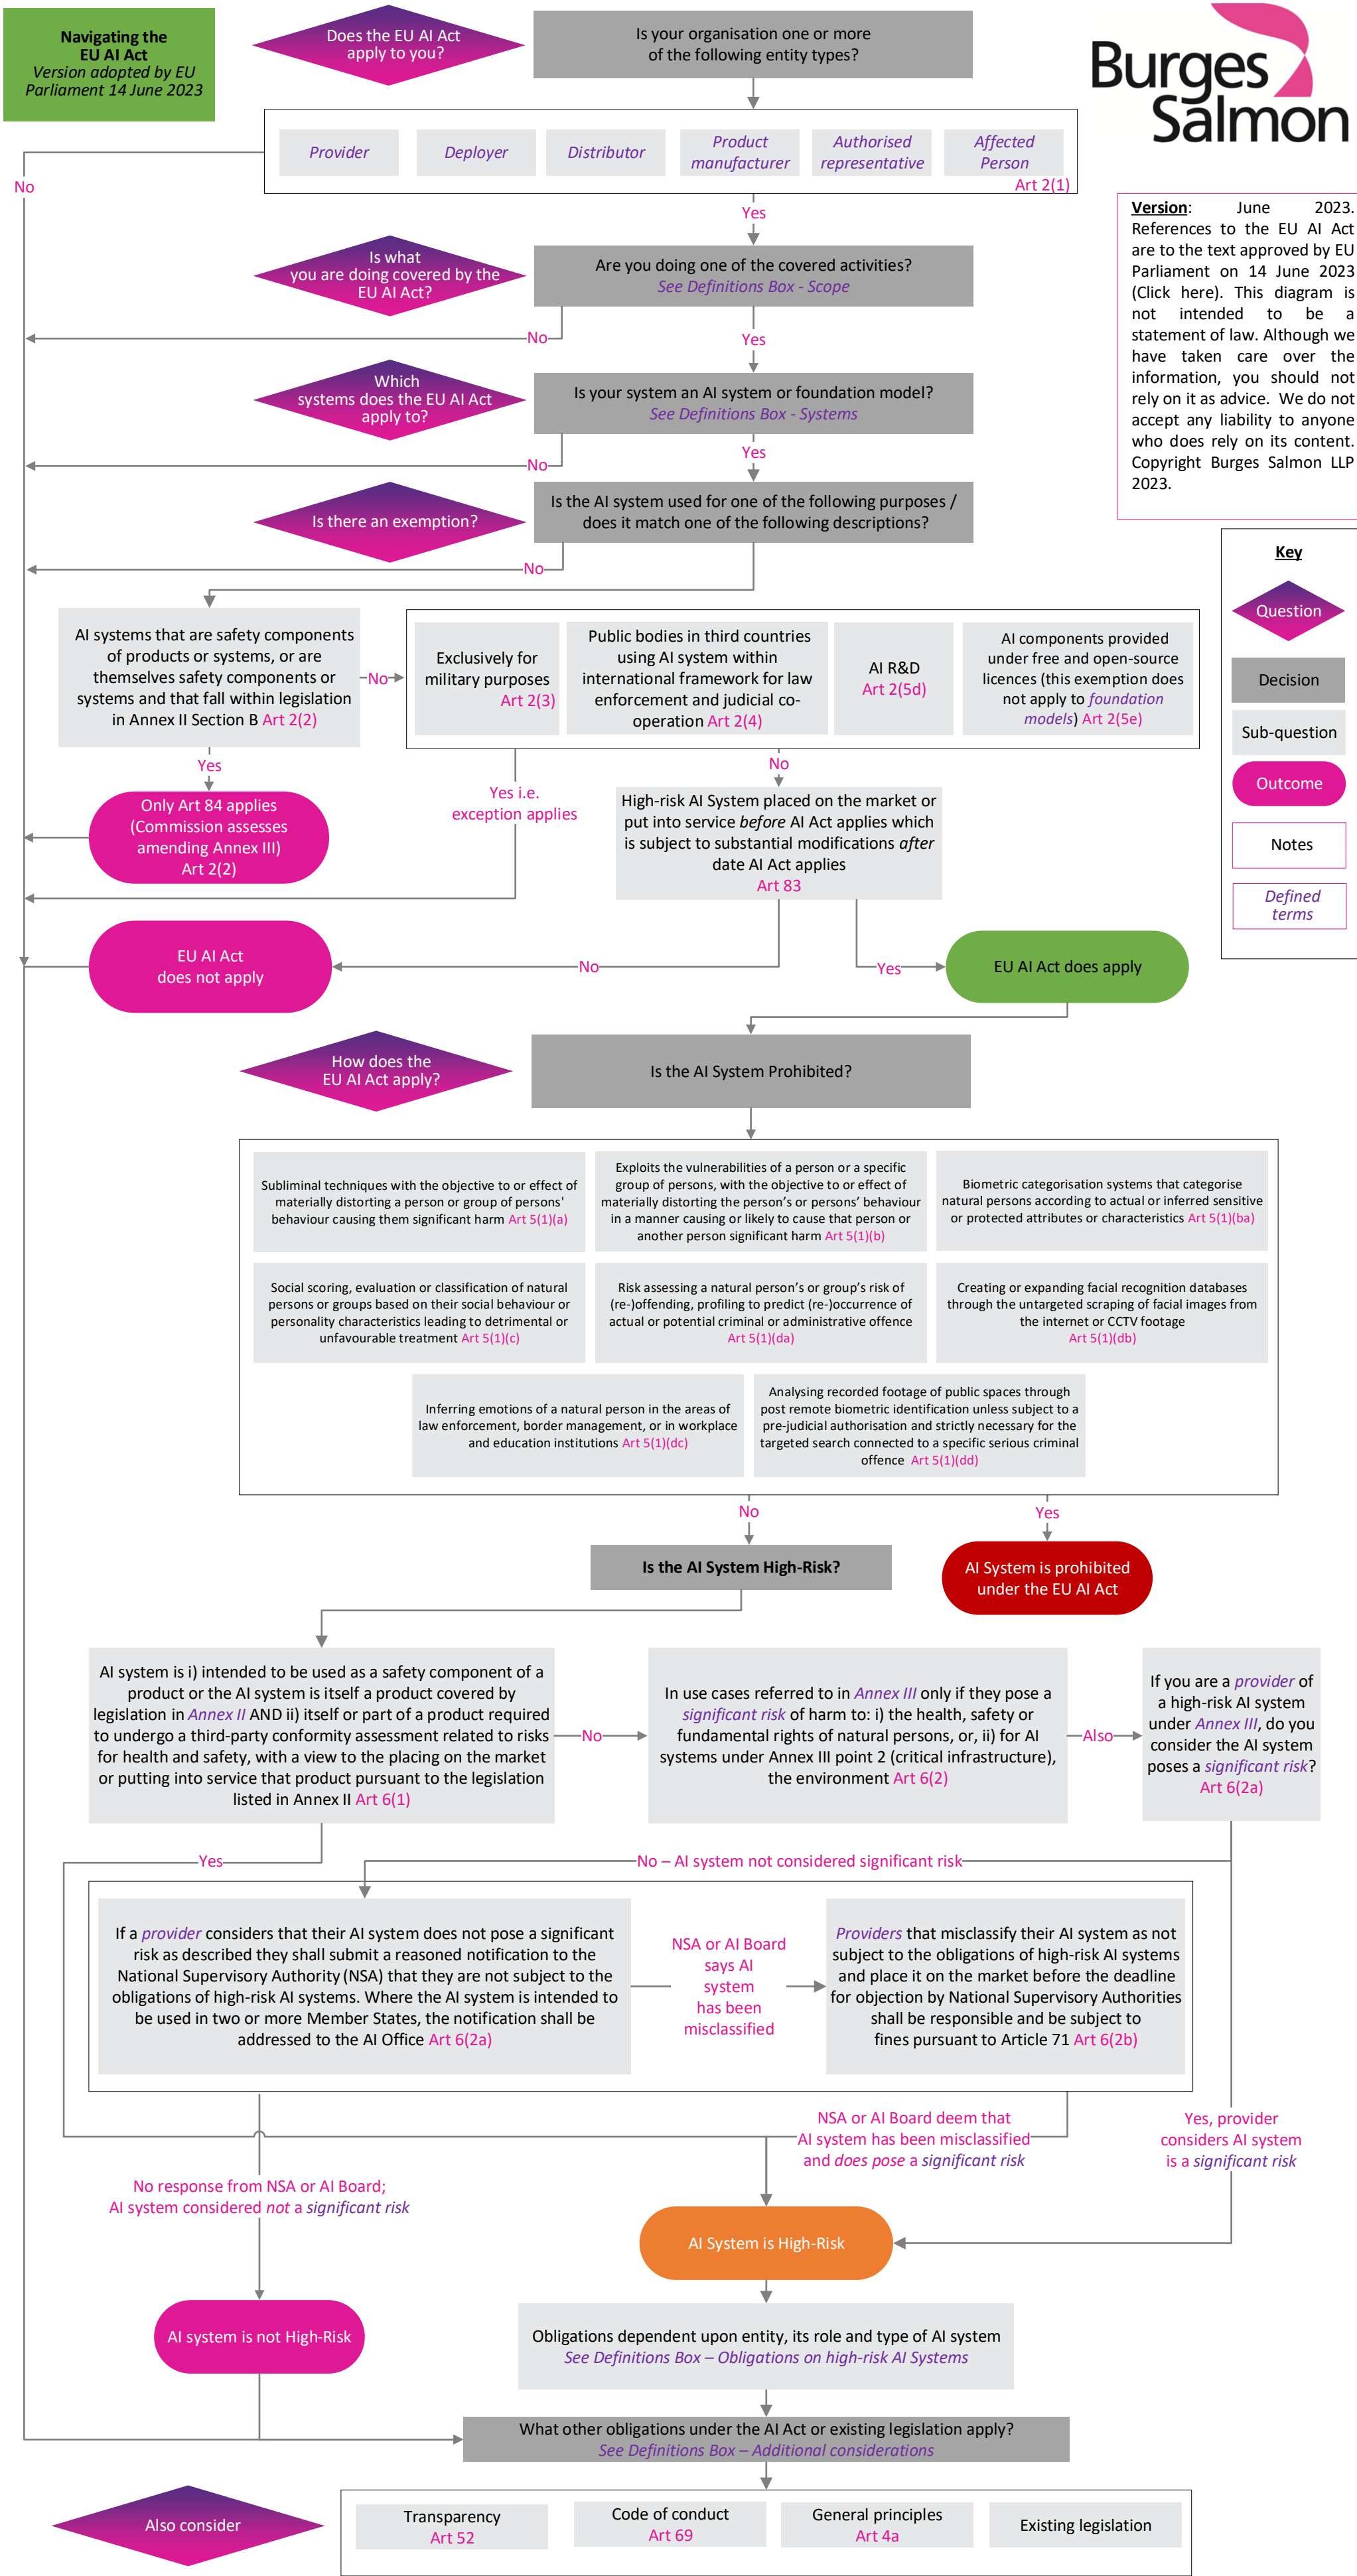 Navigating the
EU AI Act
Version adopted by EU
Parliament 14 June 2023
Does the EU AI Act
apply to you?
Is your organisation one or more
of the following entity types?
Burges
Salmon
Provider
Deployer
Distributor
Product
manufacturer
Authorised
representative
Affected
Person
Art 2(1)
No
Yes
Version: June 2023.
References to the EU AI Act
are to the text approved by EU
Parliament on 14 June 2023
(Click here). This diagram is
not intended to be a
statement of law. Although we
have taken care over the
information, you should not
rely on it as advice. We do not
accept any liability to anyone
who does rely on its content.
Copyright Burges Salmon LLP
2023.
Is what
you are doing covered by the
EU AI Act?
Are you doing one of the covered activities?
See Definitions Box - Scope
No
Yes
Which
systems does the EU AI Act
apply to?
Is your system an AI system or foundation model?
See Definitions Box - Systems
No
Yes
Is there an exemption?
Is the AI system used for one of the following purposes /
does it match one of the following descriptions?
No
Key
Question
Decision
Sub-question
Outcome
Notes
Defined
terms
AI systems that are safety components
of products or systems, or are
themselves safety components or
systems and that fall within legislation
in Annex II Section B Art 2(2)
No
Exclusively for
military purposes
Art 2(3)
Public bodies in third countries
using AI system within
international framework for law
enforcement and judicial co-
operation Art 2(4)
AI R&D
Art 2(5d)
AI components provided
under free and open-source
licences (this exemption does
not apply to foundation
models) Art 2(5e)
Yes
Only Art 84 applies
(Commission assesses
amending Annex III)
Art 2(2)
Yes i.e.
exception applies
No
High-risk AI System placed on the market or
put into service before AI Act applies which
is subject to substantial modifications after
date AI Act applies
Art 83
EU AI Act
does not apply
No
Yes
EU AI Act does apply
How does the
EU AI Act apply?
Is the AI System Prohibited?
Subliminal techniques with the objective to or effect of
materially distorting a person or group of persons'
behaviour causing them significant harm Art 5(1)(a)
Exploits the vulnerabilities of a person or a specific
group of persons, with the objective to or effect of
materially distorting the person's or persons' behaviour
in a manner causing or likely to cause that person or
another person significant harm Art 5(1)(b)
Biometric categorisation systems that categorise
natural persons according to actual or inferred sensitive
or protected attributes or characteristics Art 5(1)(ba)
Social scoring, evaluation or classification of natural
persons or groups based on their social behaviour or
personality characteristics leading to detrimental or
unfavourable treatment Art 5(1)(c)
Risk assessing a natural person's or group's risk of
(re-)offending, profiling to predict (re-)occurrence of
actual or potential criminal or administrative offence
Art 5(1)(da)
Creating or expanding facial recognition databases
through the untargeted scraping of facial images from
the internet or CCTV footage
Art 5(1)(db)
Inferring emotions of a natural person in the areas of
law enforcement, border management, or in workplace
and education institutions Art 5(1)(dc)
Analysing recorded footage of public spaces through
post remote biometric identification unless subject to a
pre-judicial authorisation and strictly necessary for the
targeted search connected to a specific serious criminal
offence Art 5(1)(dd)
No
Yes
Is the AI System High-Risk?
AI System is prohibited
under the EU AI Act
AI system is i) intended to be used as a safety component of a
product or the AI system is itself a product covered by
legislation in Annex II AND ii) itself or part of a product required
to undergo a third-party conformity assessment related to risks
for health and safety, with a view to the placing on the market
or putting into service that product pursuant to the legislation
listed in Annex II Art 6(1)
No
In use cases referred to in Annex III only if they pose a
significant risk of harm to: i) the health, safety or
fundamental rights of natural persons, or, ii) for AI
systems under Annex III point 2 (critical infrastructure),
the environment Art 6(2)
Also
If you are a provider of
a high-risk AI system
under Annex III, do you
consider the AI system
poses a significant risk?
Art 6(2a)
Yes
No – AI system not considered significant risk
If a provider considers that their AI system does not pose a significant
risk as described they shall submit a reasoned notification to the
National Supervisory Authority (NSA) that they are not subject to the
obligations of high-risk AI systems. Where the AI system is intended to
be used in two or more Member States, the notification shall be
addressed to the AI Office Art 6(2a)
NSA or AI Board
says AI
system
has been
misclassified
Providers that misclassify their AI system as not
subject to the obligations of high-risk AI systems
and place it on the market before the deadline
for objection by National Supervisory Authorities
shall be responsible and be subject to
fines pursuant to Article 71 Art 6(2b)
NSA or AI Board deem that
AI system has been misclassified
and does pose a significant risk
Yes, provider
considers AI system
is a significant risk
No response from NSA or AI Board;
AI system considered not a significant risk
AI System is High-Risk
AI system is not High-Risk
Obligations dependent upon entity, its role and type of AI system
See Definitions Box – Obligations on high-risk AI Systems
What other obligations under the AI Act or existing legislation apply?
See Definitions Box – Additional considerations
Also consider
Transparency
Art 52
Code of conduct
Art 69
General principles
Art 4a
Existing legislation